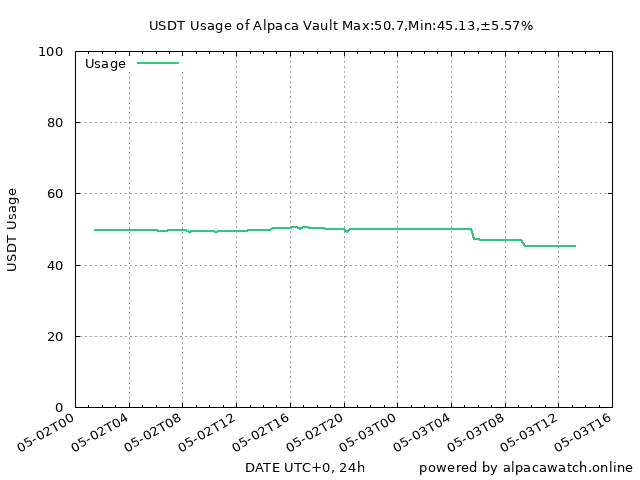 USDT Usage of Alpaca Vault Max:50.7,Min:45.13,±5.57%
100
Usage
80
60
USDT Usage
40
20
0
05-02T00
05-02T04
05-02T08
05-02T12
05-02T16
05-02T20
05-03T00
05-03T04
05-03T08
05-03T12
05-03T16
DATE UTC+0, 24h
powered by alpacawatch.online